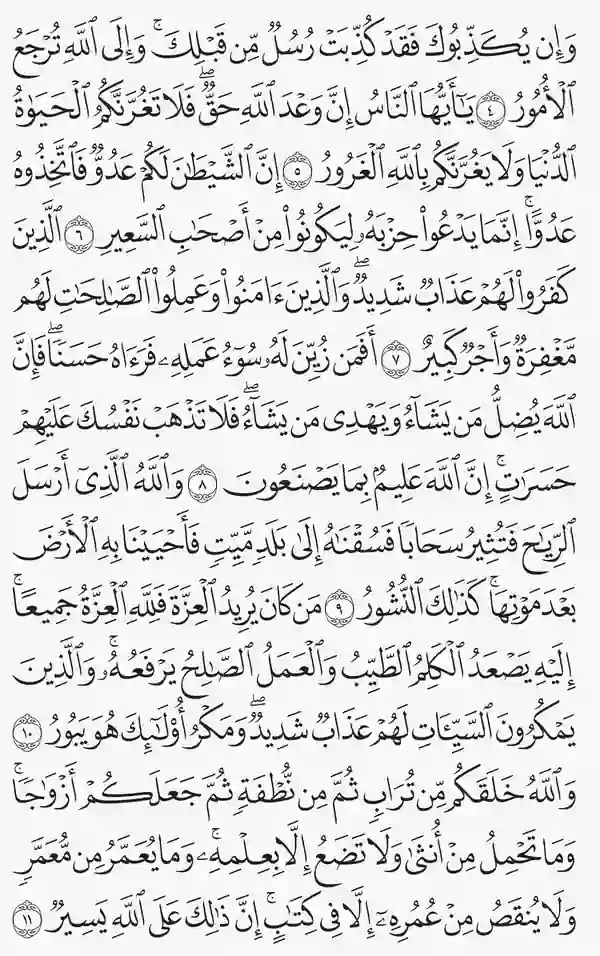 وَإِن يُكَذِّبُوكَ فَقَدْ كُذِّبَتْ رُسُلٌ مِّن قَبْلِكَ ۚ وَإِلَى ٱللَّهِ تُرْجَعُ
ٱلْأُمُورُ ٤ يَـٰٓأَيُّهَا ٱلنَّاسُ إِنَّ وَعْدَ ٱللَّهِ حَقٌّ ۖ فَلَا تَغُرَّنَّكُمُ ٱلْحَيَوٰةُ
ٱلدُّنْيَا وَلَا يَغُرَّنَّكُم بِٱللَّهِ ٱلْغَرُورُ ٥ إِنَّ ٱلشَّيْطَـٰنَ لَكُمْ عَدُوٌّ فَٱتَّخِذُوهُ
عَدُوًّا ۚ إِنَّمَا يَدْعُوا۟ حِزْبَهُۥ لِيَكُونُوا۟ مِنْ أَصْحَـٰبِ ٱلسَّعِيرِ ٦ ٱلَّذِينَ
كَفَرُوا۟ لَهُمْ عَذَابٌ شَدِيدٌ ۖ وَٱلَّذِينَ ءَامَنُوا۟ وَعَمِلُوا۟ ٱلصَّـٰلِحَـٰتِ لَهُم
مَّغْفِرَةٌ وَأَجْرٌ كَبِيرٌ ٧ أَفَمَن زُيِّنَ لَهُۥ سُوٓءُ عَمَلِهِۦ فَرَءَاهُ حَسَنًا ۖ فَإِنَّ
ٱللَّهَ يُضِلُّ مَن يَشَآءُ وَيَهْدِى مَن يَشَآءُ ۖ فَلَا تَذْهَبْ نَفْسُكَ عَلَيْهِمْ
حَسَرَٰتٍ ۚ إِنَّ ٱللَّهَ عَلِيمٌۢ بِمَا يَصْنَعُونَ ٨ وَٱللَّهُ ٱلَّذِىٓ أَرْسَلَ
ٱلرِّيَـٰحَ فَتُثِيرُ سَحَابًا فَسُقْنَـٰهُ إِلَىٰ بَلَدٍ مَّيِّتٍ فَأَحْيَيْنَا بِهِ ٱلْأَرْضَ
بَعْدَ مَوْتِهَا ۚ كَذَٰلِكَ ٱلنُّشُورُ ٩ مَن كَانَ يُرِيدُ ٱلْعِزَّةَ فَلِلَّهِ ٱلْعِزَّةُ جَمِيعًا ۚ
إِلَيْهِ يَصْعَدُ ٱلْكَلِمُ ٱلطَّيِّبُ وَٱلْعَمَلُ ٱلصَّـٰلِحُ يَرْفَعُهُۥ ۚ وَٱلَّذِينَ
يَمْكُرُونَ ٱلسَّيِّـَٔاتِ لَهُمْ عَذَابٌ شَدِيدٌ ۖ وَمَكْرُ أُو۟لَـٰٓئِكَ هُوَ يَبُورُ ١٠
وَٱللَّهُ خَلَقَكُم مِّن تُرَابٍ ثُمَّ مِن نُّطْفَةٍ ثُمَّ جَعَلَكُمْ أَزْوَٰجًا ۚ
وَمَا تَحْمِلُ مِنْ أُنثَىٰ وَلَا تَضَعُ إِلَّا بِعِلْمِهِۦ ۚ وَمَا يُعَمَّرُ مِن مُّعَمَّرٍ
وَلَا يُنقَصُ مِنْ عُمُرِهِۦٓ إِلَّا فِى كِتَـٰبٍ ۚ إِنَّ ذَٰلِكَ عَلَى ٱللَّهِ يَسِيرٌ ١١